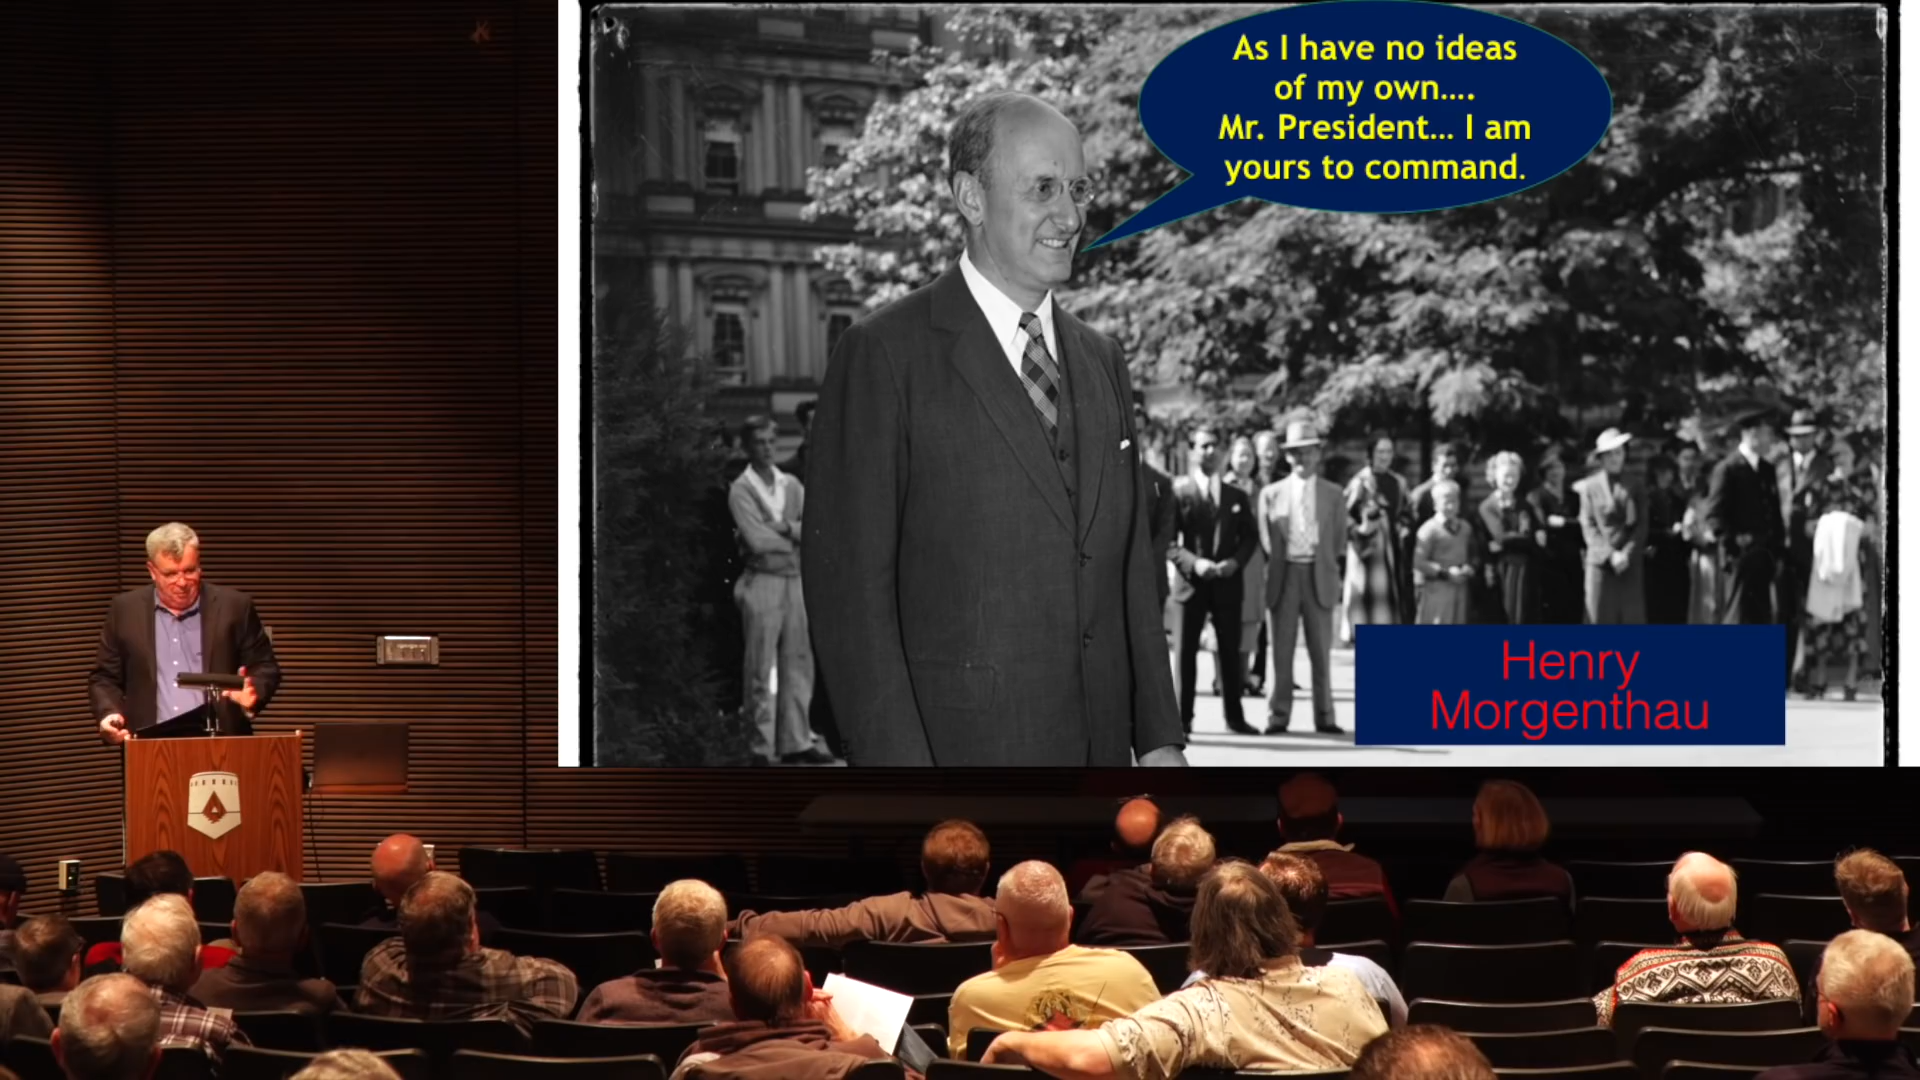 As I have no ideas
of my own....
Mr. President... I am
yours to command.
Henry
Morgenthau